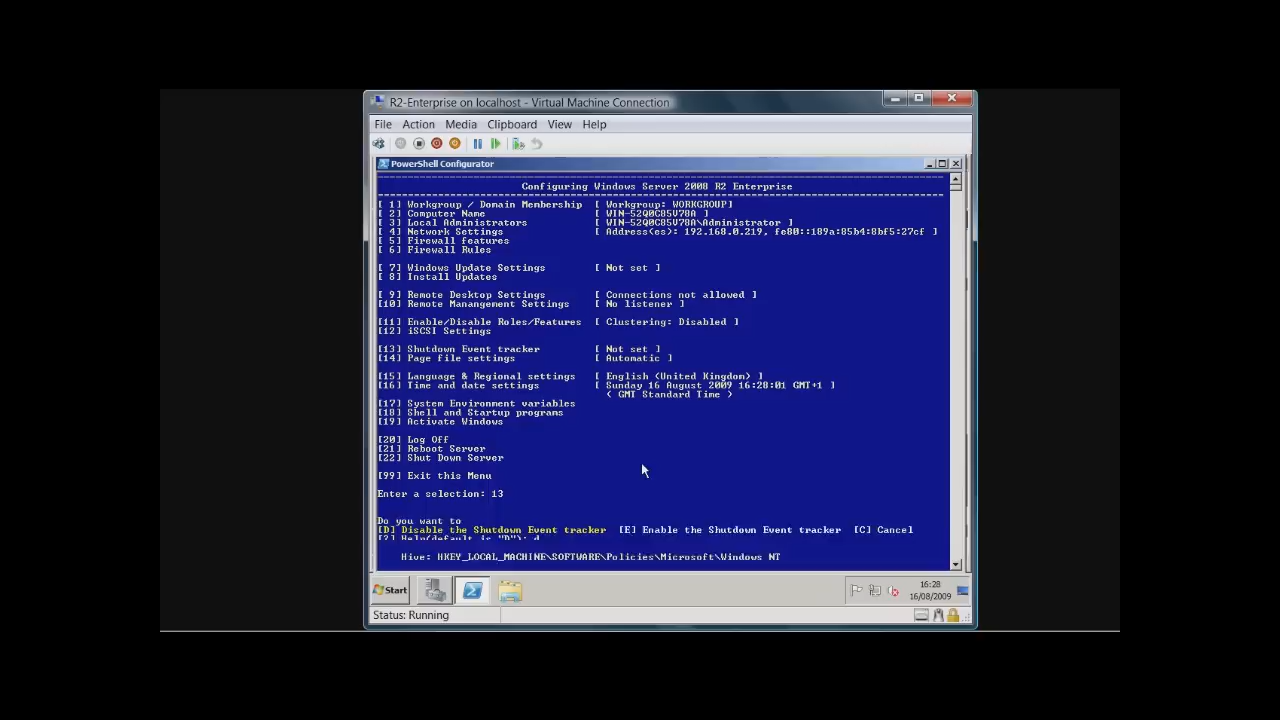 R2-Enterprise on localhost - Virtual Machine Connection
File Action Media Clipboard View Help
PowerShell Configurator
Configuring Windows Server 2008 R2 Enterprise
[ 1] Workgroup / Domain Membership [ Workgroup: WORKGROUP]
[ 2] Computer Name [ WIN-52Q0C85V78A ]
[ 3] Local Administrators [ WIN-52Q0C85V78A\Administrator ]
[ 4] Network Settings [ Address(es): 192.168.0.219, fe80::189a:85b4:8bf5:27cf ]
[ 5] Firewall features
[ 6] Firewall Rules
[ 7] Windows Update Settings [ Not set ]
[ 8] Install Updates
[ 9] Remote Desktop Settings [ Connections not allowed ]
[10] Remote Manangement Settings [ No listener ]
[11] Enable/Disable Roles/Features [ Clustering: Disabled ]
[12] iSCSI Settings
[13] Shutdown Event tracker [ Not set ]
[14] Page file settings [ Automatic ]
[15] Language & Regional settings [ English (United Kingdom) ]
[16] Time and date settings [ Sunday 16 August 2009 16:28:01 GMT+1 ]
( GMT Standard Time )
[17] System Environment variables
[18] Shell and Startup programs
[19] Activate Windows
[20] Log Off
[21] Reboot Server
[22] Shut Down Server
[99] Exit this Menu
Enter a selection: 13
Do you want to
[D] Disable the Shutdown Event tracker [E] Enable the Shutdown Event tracker [C] Cancel
[?] Help(default is "D"): d
Hive: HKEY_LOCAL_MACHINE\SOFTWARE\Policies\Microsoft\Windows NT
Start
16:28
16/08/2009
Status: Running